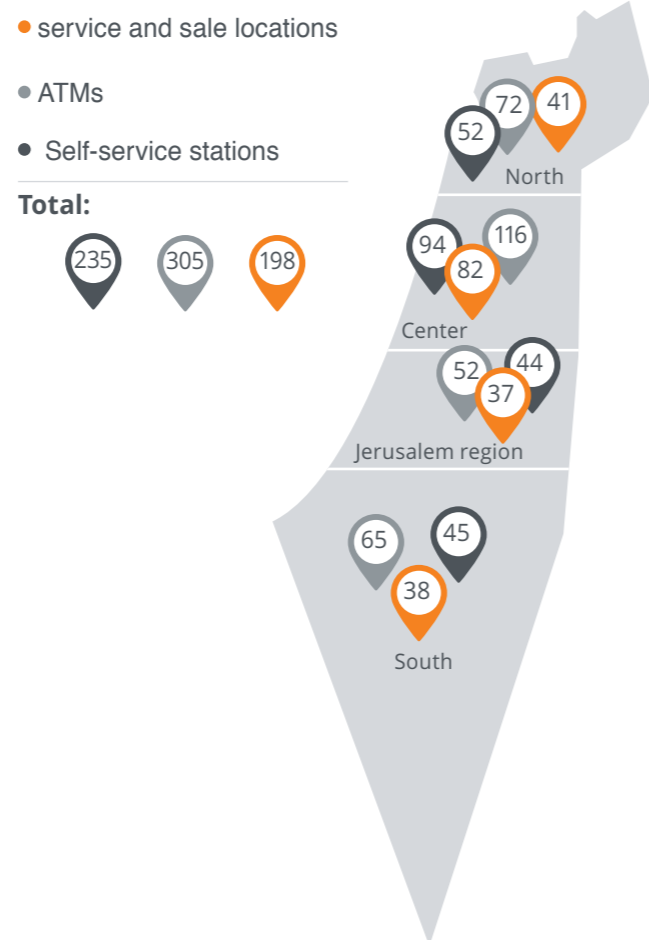 service and sale locations
ATMs
Self-service stations
Total:
235 305 198
52 72 41
North
94 82 116
Center
52 37 44
Jerusalem region
65 38 45
South